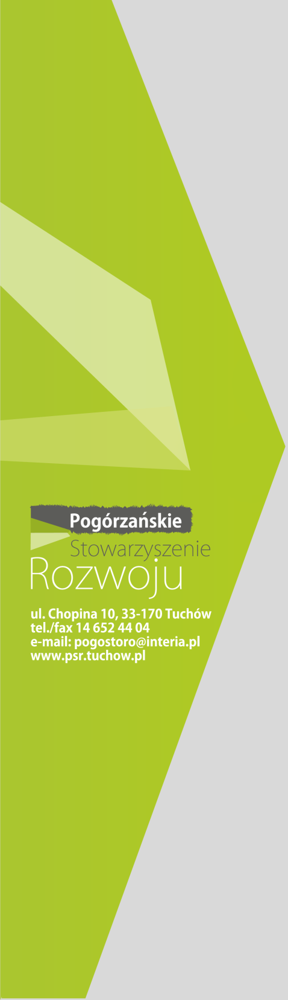 Pogórzańskie
Stowarzyszenie
Rozwoju
ul. Chopina 10, 33-170 Tuchów
tel./fax 14 652 44 04
e-mail: pogostoro@interia.pl
www.psr.tuchow.pl